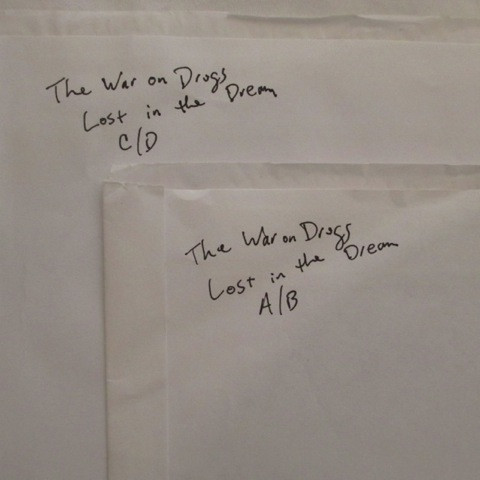 The War on Drugs
Lost in the Dream
C/D
The War on Drugs
Lost in the Dream
A/B